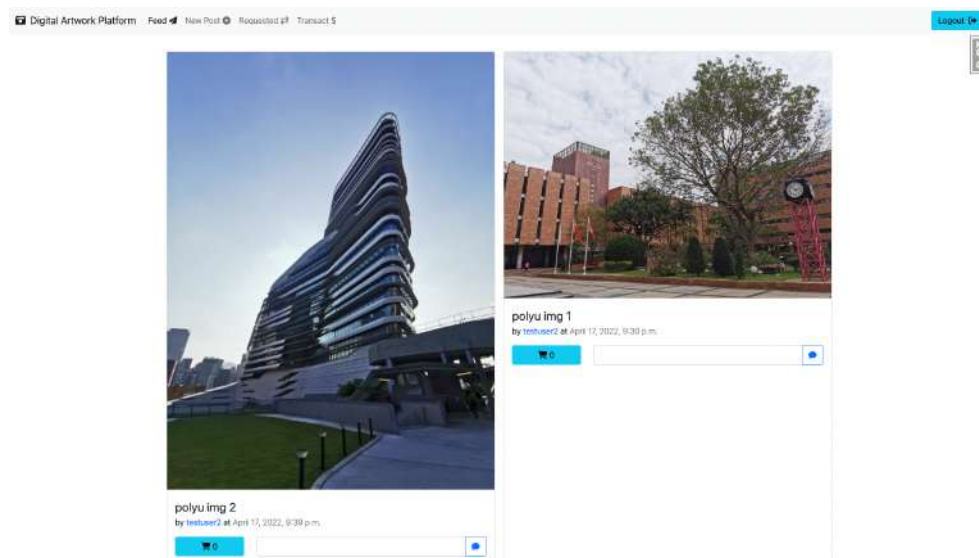 Digital Artwork Platform Feed New Post Requested Transact $ Logout
polyu img 2
by testuser2 at April 17, 2022, 9:39 p.m.
0
polyu img 1
by testuser2 at April 17, 2022, 9:39 p.m.
0